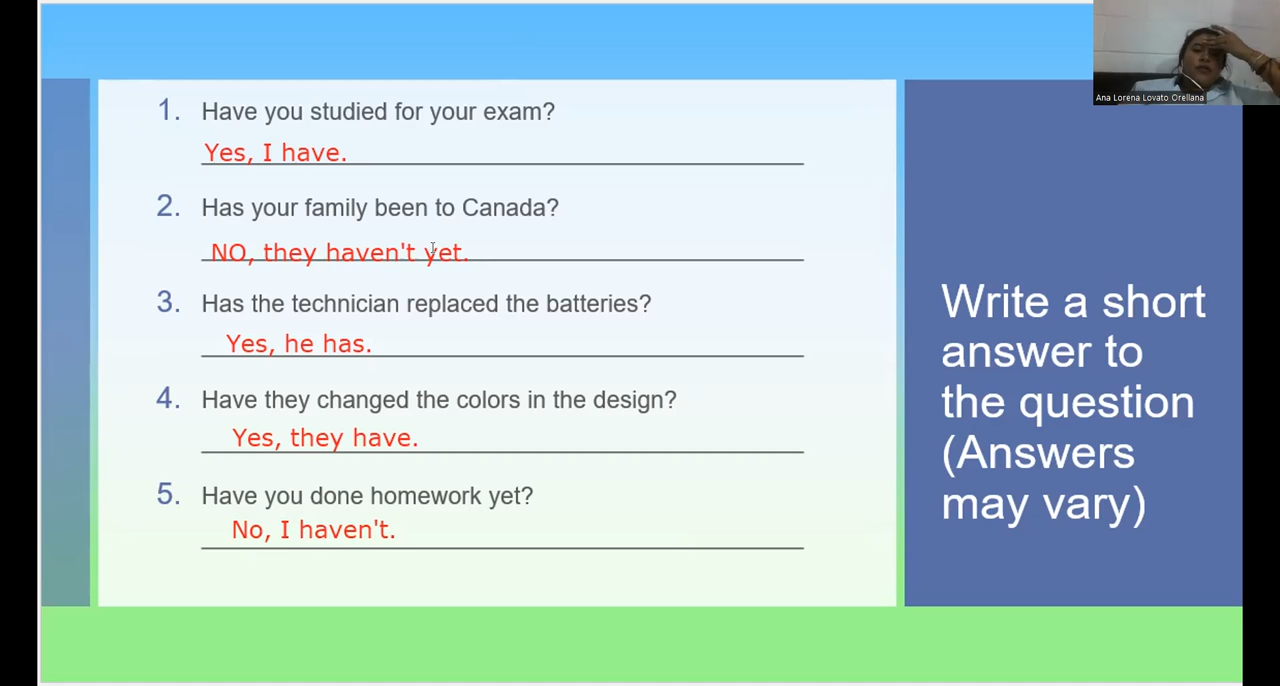 Ana Lorena Lovato Orellana
1. Have you studied for your exam?
Yes, I have.
2. Has your family been to Canada?
NO, they haven't yet.
3. Has the technician replaced the batteries?
Yes, he has.
4. Have they changed the colors in the design?
Yes, they have.
5. Have you done homework yet?
No, I haven't.
Write a short
answer to
the question
(Answers
may vary)